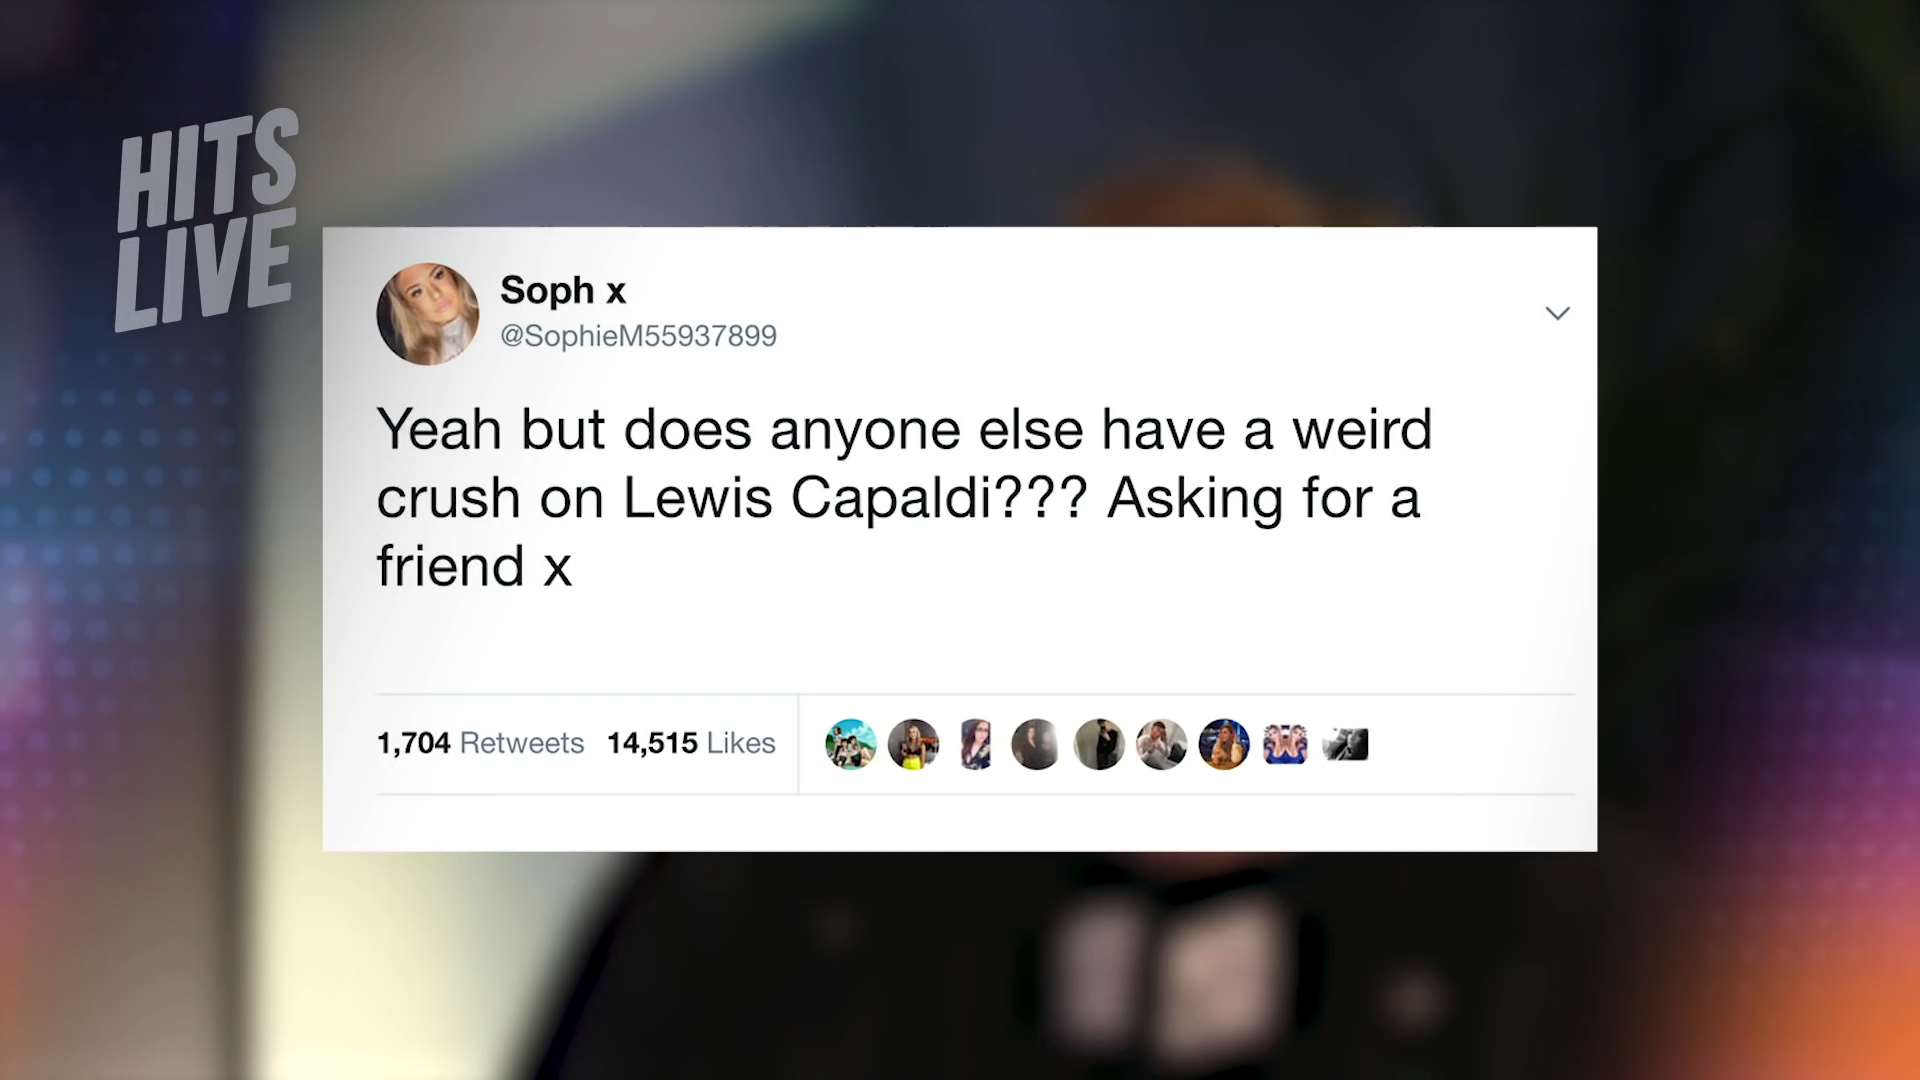 HITS
LIVE
Soph x
@SophieM55937899
Yeah but does anyone else have a weird
crush on Lewis Capaldi??? Asking for a
friend x
1,704 Retweets 14,515 Likes